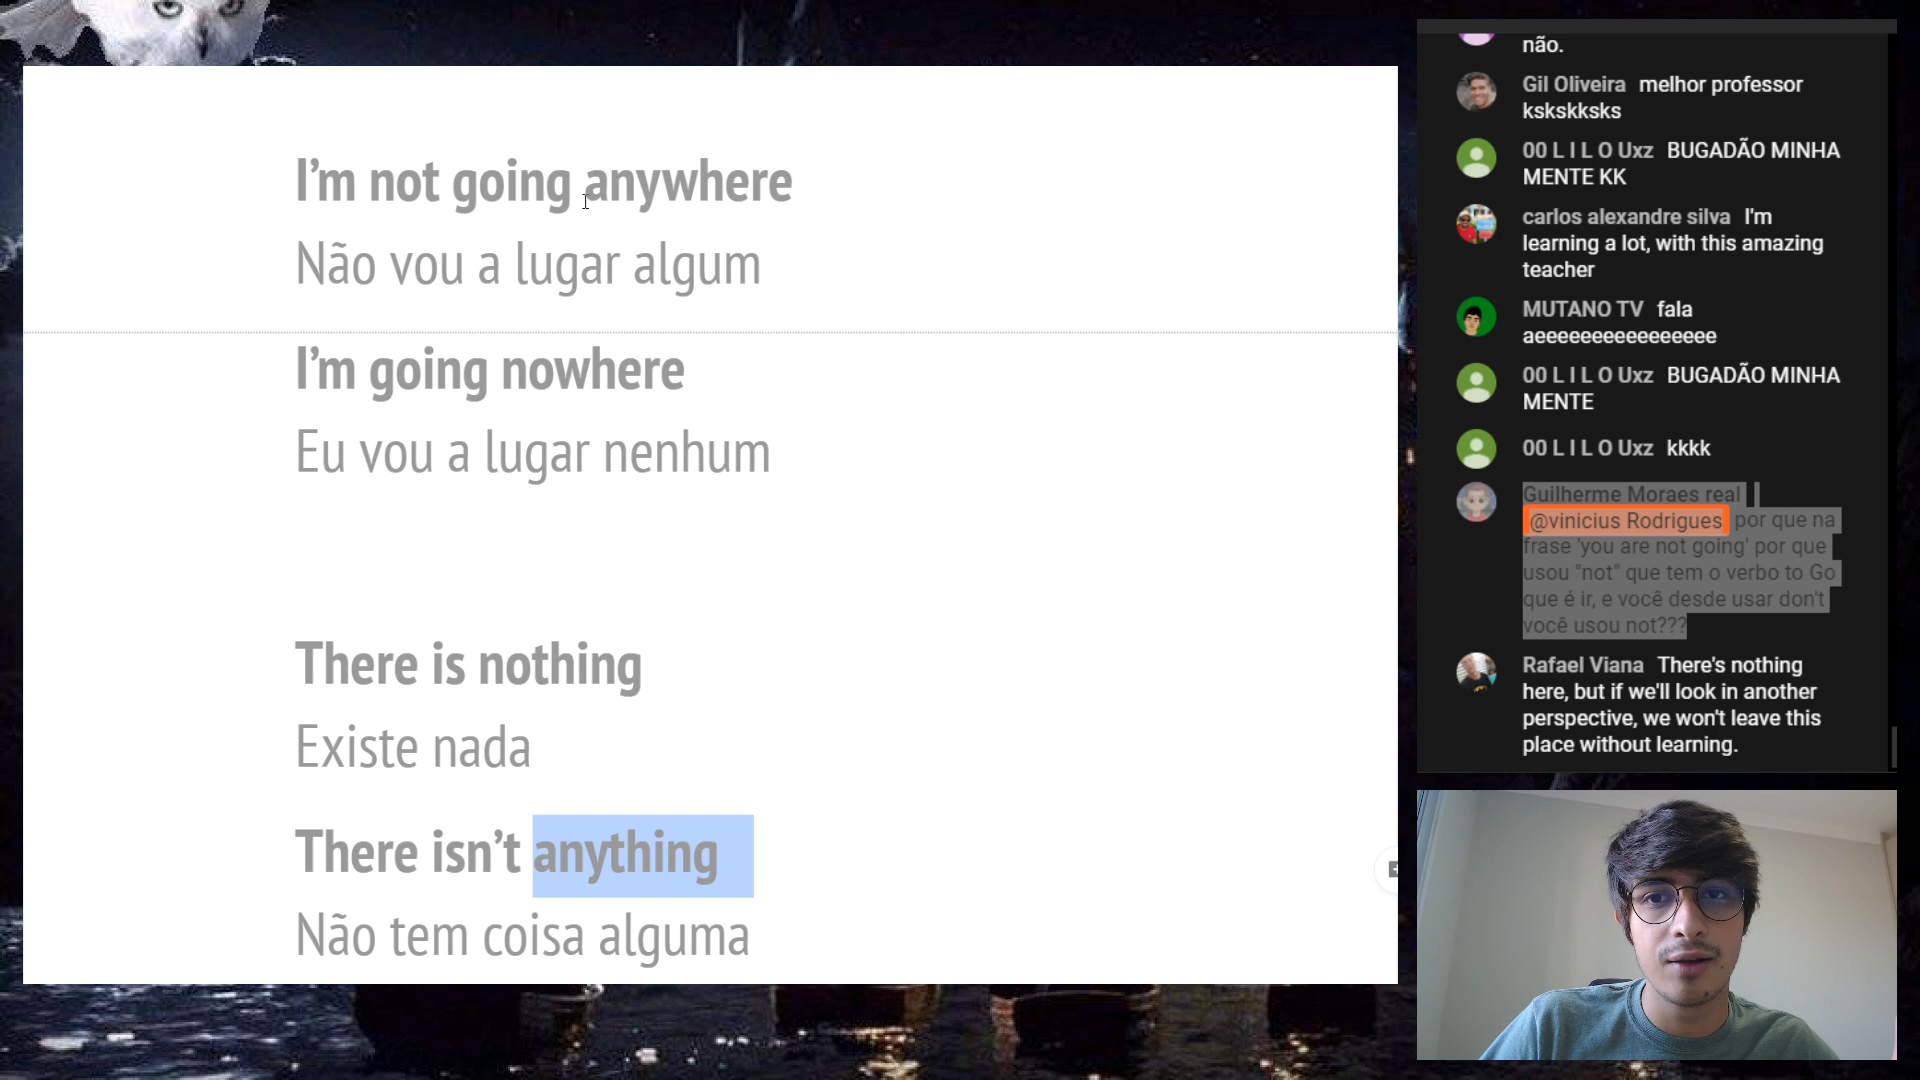 I'm not going anywhere
Não vou a lugar algum
I'm going nowhere
Eu vou a lugar nenhum
There is nothing
Existe nada
There isn't anything
Não tem coisa alguma
não.
Gil Oliveira melhor professor
kskskksks
00 L I L O Uxz BUGADÃO MINHA
MENTE KK
carlos alexandre silva I'm
learning a lot, with this amazing
teacher
MUTANO TV fala
aeeeeeeeeeeeeeeee
00 L I L O Uxz BUGADÃO MINHA
MENTE
00 L I L O Uxz kkkk
Guilherme Moraes real
@vinicius Rodrigues por que na
frase 'you are not going' por que
usou "not" que tem o verbo to Go
que é ir, e você desde usar don't
você usou not???
Rafael Viana There's nothing
here, but if we'll look in another
perspective, we won't leave this
place without learning.